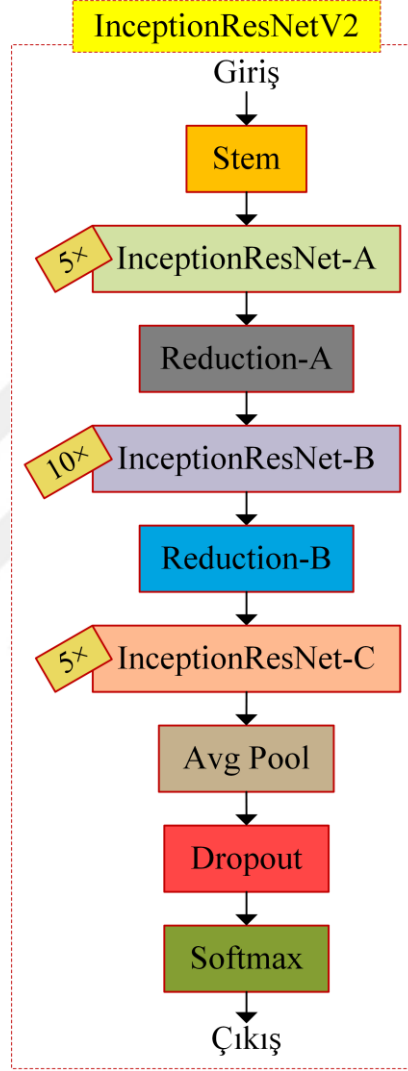 InceptionResNetV2
Giriş
Stem
5×
InceptionResNet-A
Reduction-A
10×
InceptionResNet-B
Reduction-B
5×
InceptionResNet-C
Avg Pool
Dropout
Softmax
Çıkış